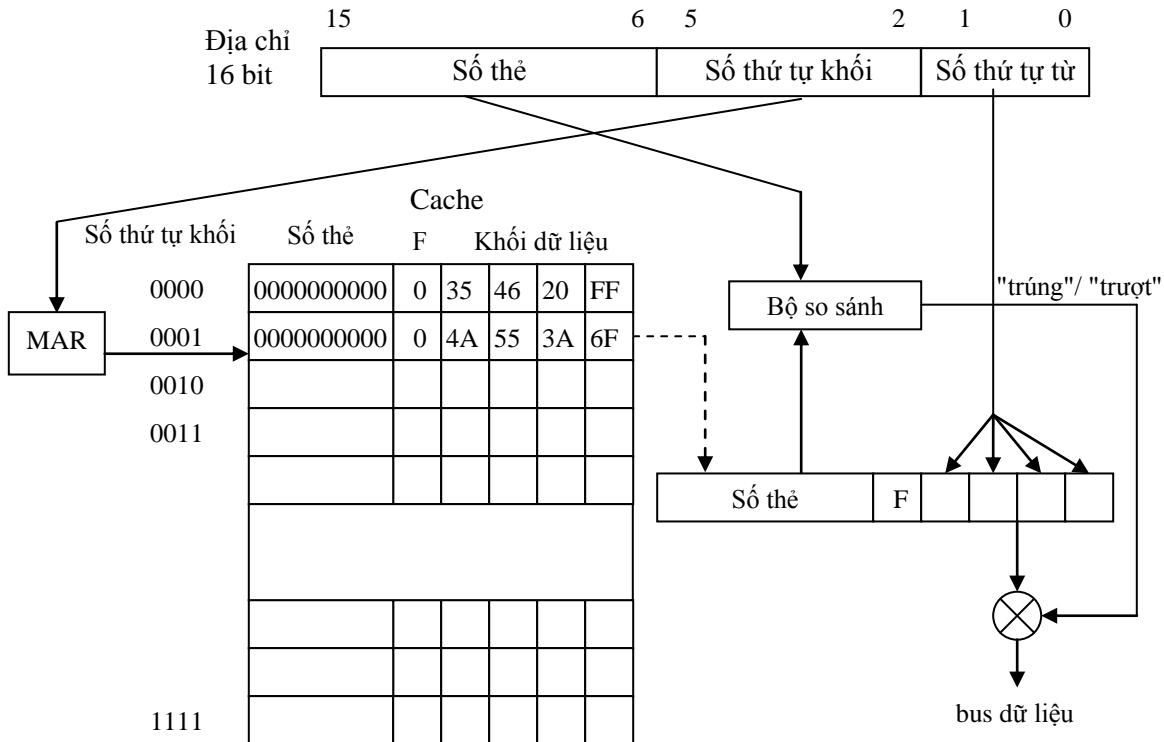 15 6 5 2 1 0
Địa chỉ
16 bit
Số thẻ Số thứ tự khối Số thứ tự từ
Cache
Số thứ tự khối Số thẻ F Khối dữ liệu
0000 0000000000 0 35 46 20 FF
"trúng"/ "trượt"
Bộ so sánh
MAR 0001 0000000000 0 4A 55 3A 6F
0010
0011
Số thẻ F
1111
bus dữ liệu